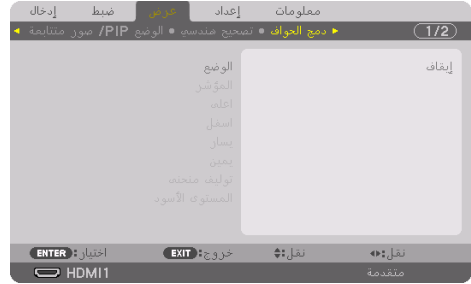 إدخال ضبط عرض إعداد معلومات
دمج الحواف • تصحيح هندسي • الوضع PIP/ صور متتابعة 1/2
الوضع إيقاف
المؤشر
أعلى
أسفل
يسار
يمين
توليف منحنى
المستوى الأسود
ENTER اختيار: EXIT خروج: نقل: نقل:
HDMI1 متقدمة